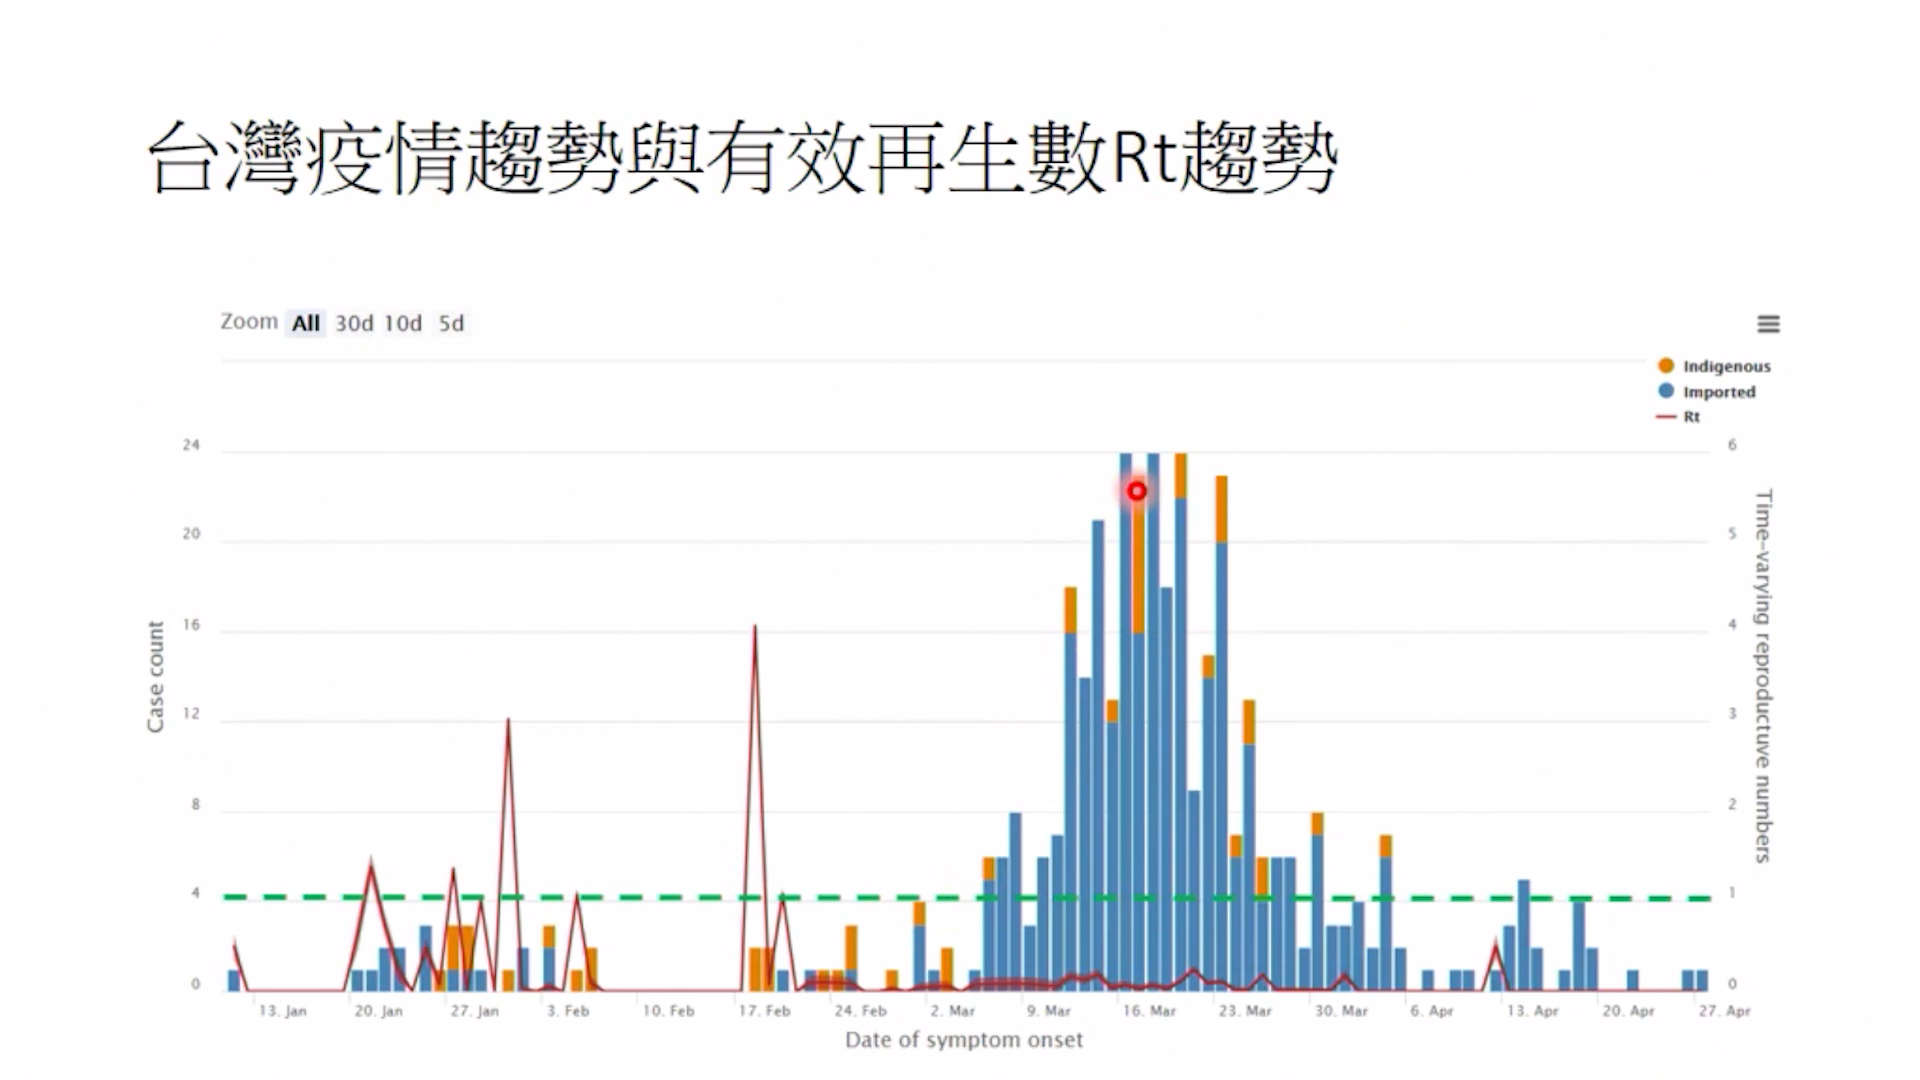 台灣疫情趨勢與有效再生數Rt趨勢
Zoom All 30d 10d 5d
Indigenous
Imported
Rt
24
20
16
12
8
4
0
Case count
6
5
4
3
2
1
0
Time-varying reproductuve numbers
13. Jan 20. Jan 27. Jan 3. Feb 10. Feb 17. Feb 24. Feb 2. Mar 9. Mar 16. Mar 23. Mar 30. Mar 6. Apr 13. Apr 20. Apr 27. Apr
Date of symptom onset